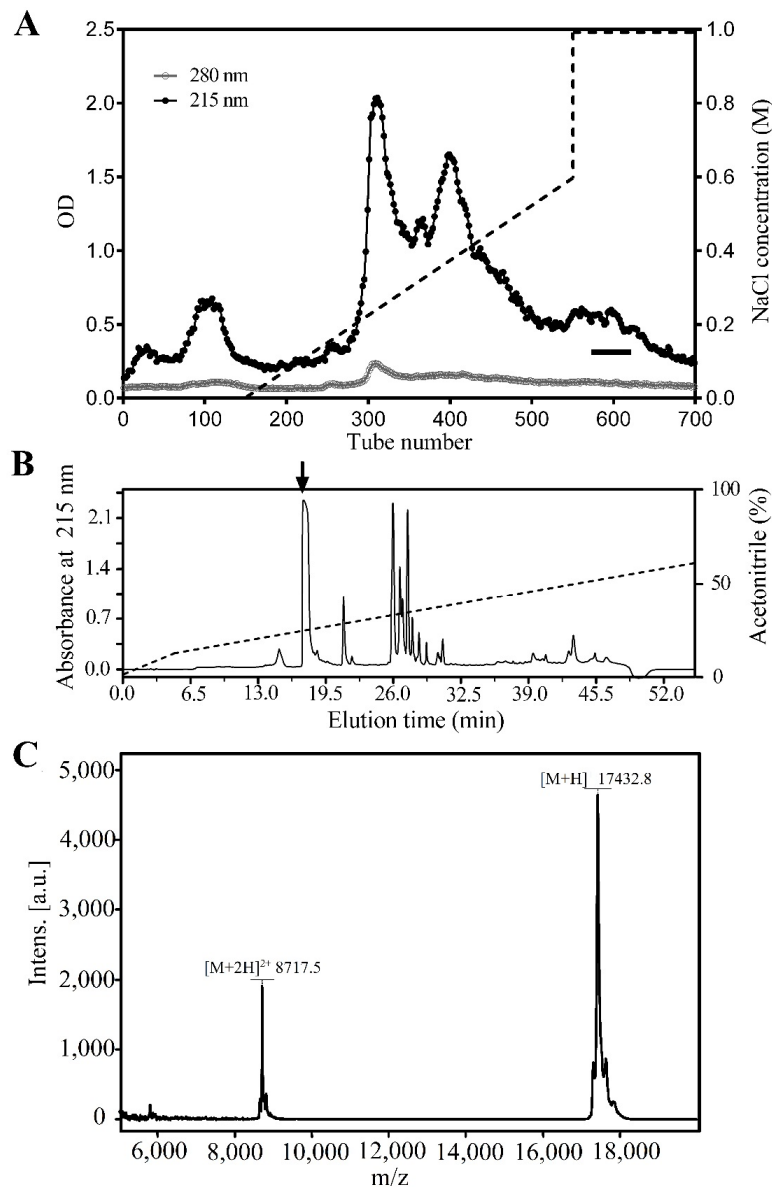 A
2.5
2.0
1.5
1.0
0.5
0.0
OD
280 nm
215 nm
1.0
0.8
0.6
0.4
0.2
0.0
NaCl concentration (M)
0 100 200 300 400 500 600 700
Tube number
B
2.1
1.4
0.7
0.0
Absorbance at 215 nm
100
50
0
Acetonitrile (%)
0.0 6.5 13.0 19.5 26.0 32.5 39.0 45.5 52.0
Elution time (min)
C
5,000
4,000
3,000
2,000
1,000
0
Intens. [a.u.]
[M+H] 17432.8
[M+2H]²⁺ 8717.5
6,000 8,000 10,000 12,000 14,000 16,000 18,000
m/z